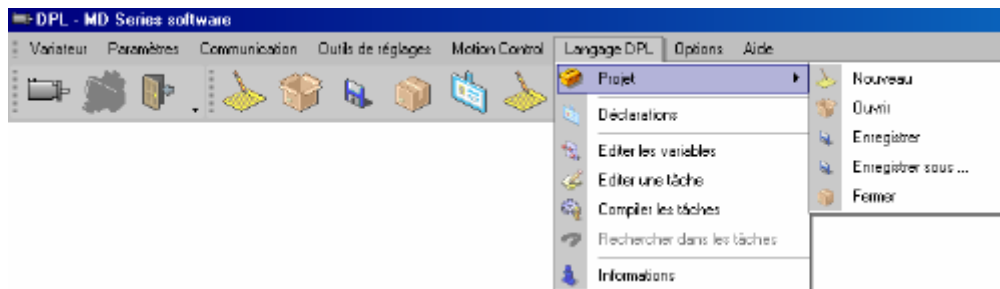 DPL - MD Series software
Variateur Paramètres Communication Outils de réglages Motion Control Langage DPL Options Aide
Projet
Déclarations
Editer les variables
Editer une tâche
Compiler les tâches
Rechercher dans les tâches
Informations
Nouveau
Ouvrir
Enregistrer
Enregistrer sous ...
Fermer